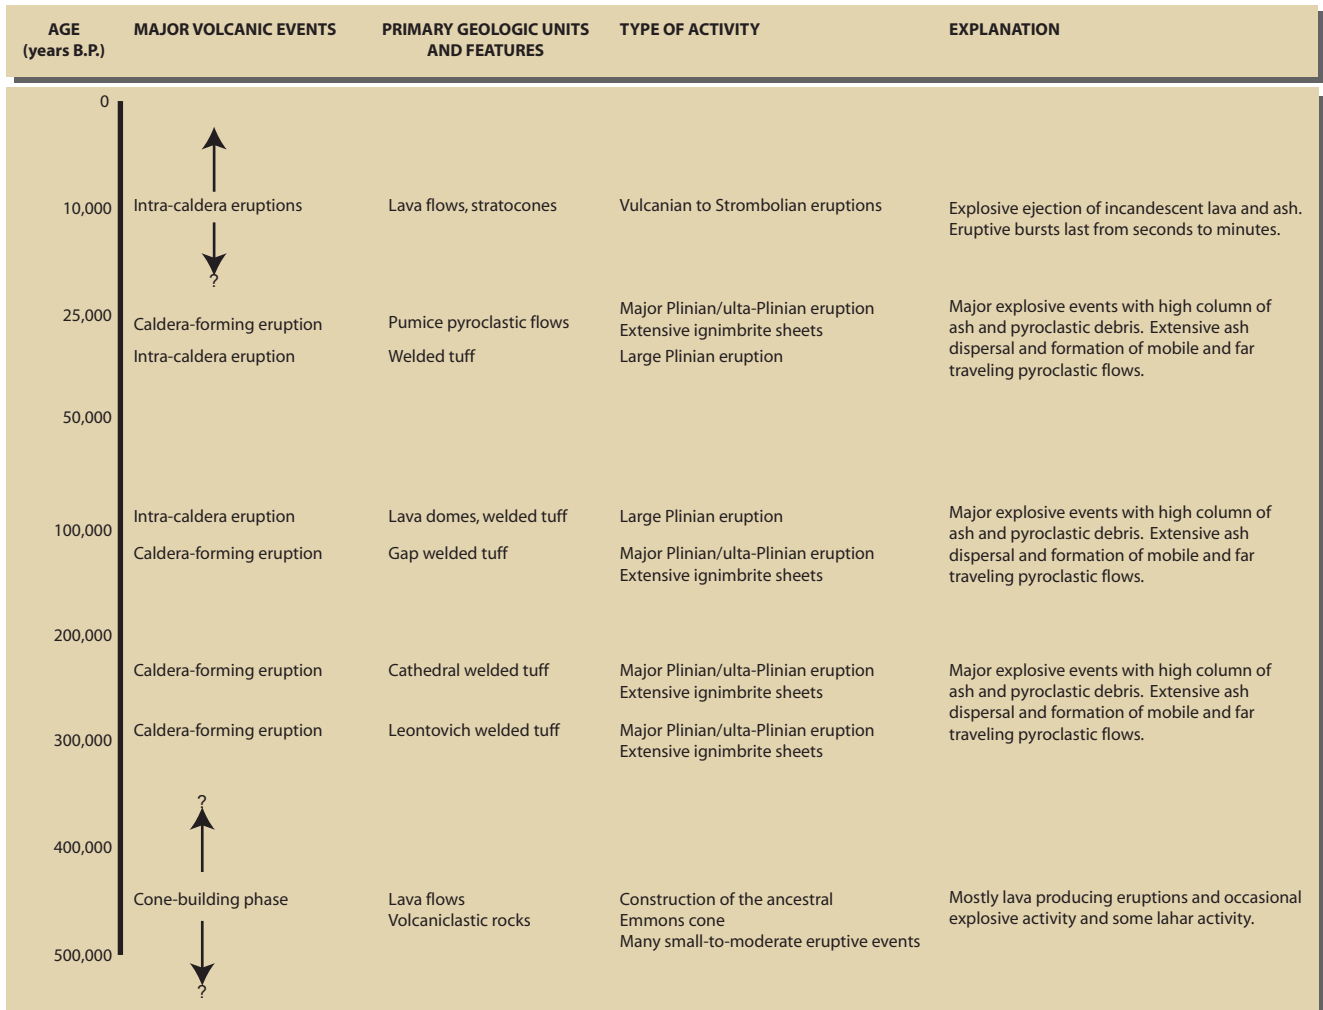 AGE
(years B.P.)
MAJOR VOLCANIC EVENTS
PRIMARY GEOLOGIC UNITS
AND FEATURES
TYPE OF ACTIVITY
EXPLANATION
0
10,000
Intra-caldera eruptions
Lava flows, stratocones
Vulcanian to Strombolian eruptions
Explosive ejection of incandescent lava and ash.
Eruptive bursts last from seconds to minutes.
?
25,000
Caldera-forming eruption
Pumice pyroclastic flows
Major Plinian/ulta-Plinian eruption
Extensive ignimbrite sheets
Intra-caldera eruption
Welded tuff
Large Plinian eruption
Major explosive events with high column of
ash and pyroclastic debris. Extensive ash
dispersal and formation of mobile and far
traveling pyroclastic flows.
50,000
Intra-caldera eruption
Lava domes, welded tuff
Large Plinian eruption
100,000
Caldera-forming eruption
Gap welded tuff
Major Plinian/ulta-Plinian eruption
Extensive ignimbrite sheets
Major explosive events with high column of
ash and pyroclastic debris. Extensive ash
dispersal and formation of mobile and far
traveling pyroclastic flows.
200,000
Caldera-forming eruption
Cathedral welded tuff
Major Plinian/ulta-Plinian eruption
Extensive ignimbrite sheets
Major explosive events with high column of
ash and pyroclastic debris. Extensive ash
dispersal and formation of mobile and far
traveling pyroclastic flows.
Caldera-forming eruption
Leontovich welded tuff
Major Plinian/ulta-Plinian eruption
Extensive ignimbrite sheets
300,000
?
400,000
Cone-building phase
Lava flows
Volcaniclastic rocks
Construction of the ancestral
Emmons cone
Many small-to-moderate eruptive events
Mostly lava producing eruptions and occasional
explosive activity and some lahar activity.
500,000
?